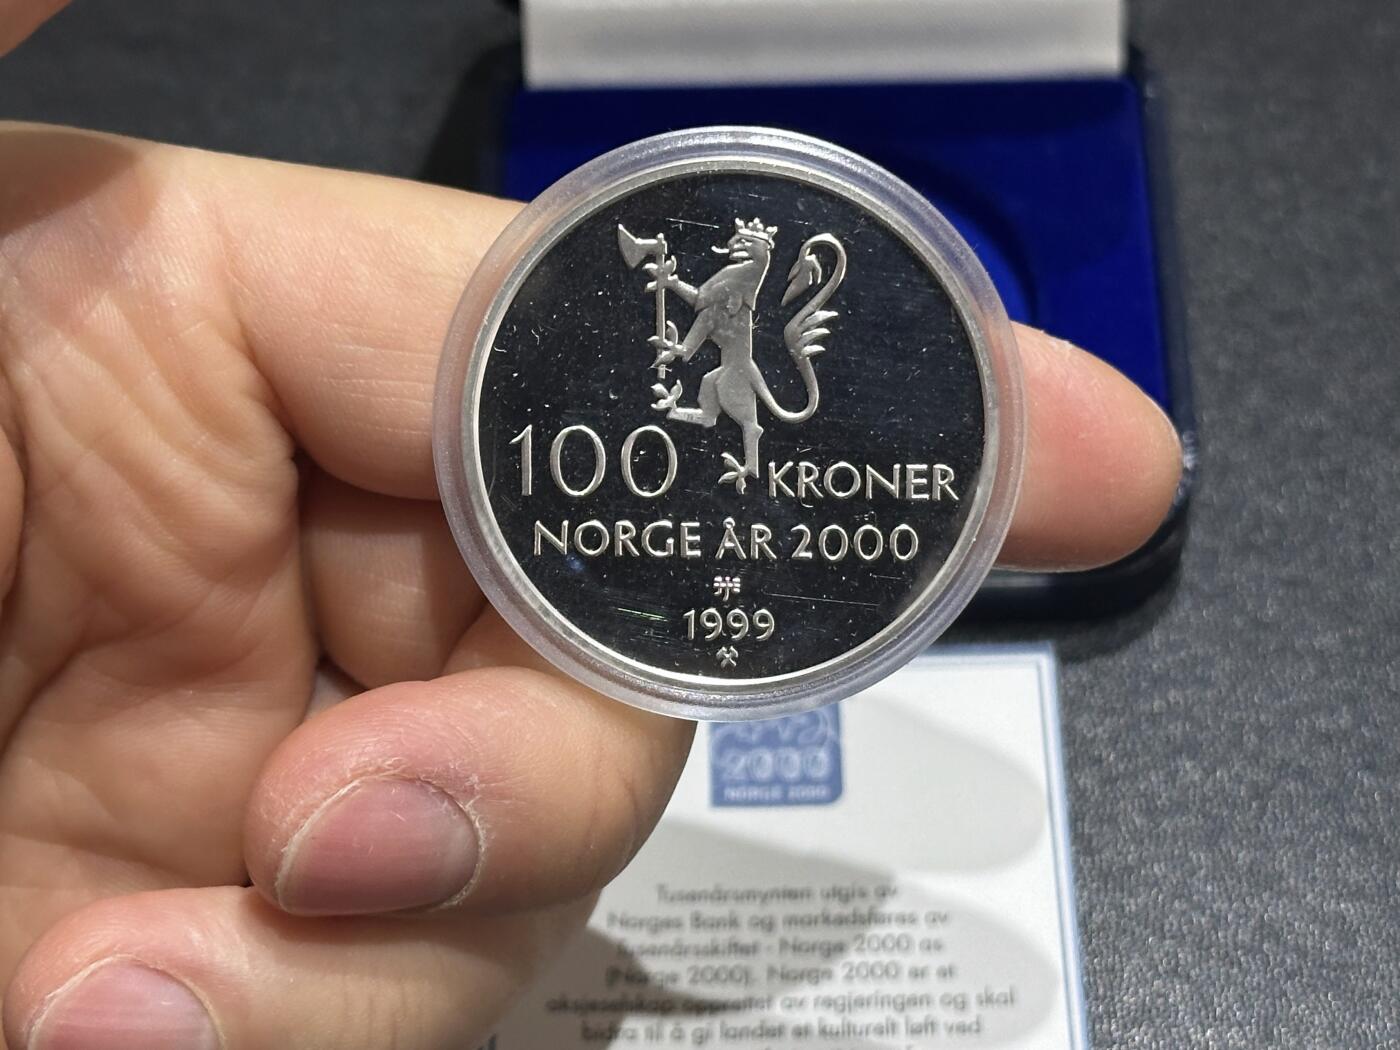 100 KRONER
NORGE ÅR 2000
1999
2000
NORGE 2000
Tusenårsmynten utgis av
Norges Bank og markedsføres av
Tusenårsskiftet - Norge 2000 as
(Norge 2000). Norge 2000 er et
aksjeselskap opprettet av regjeringen og skal
bidra til å gi landet et kulturelt løft ved